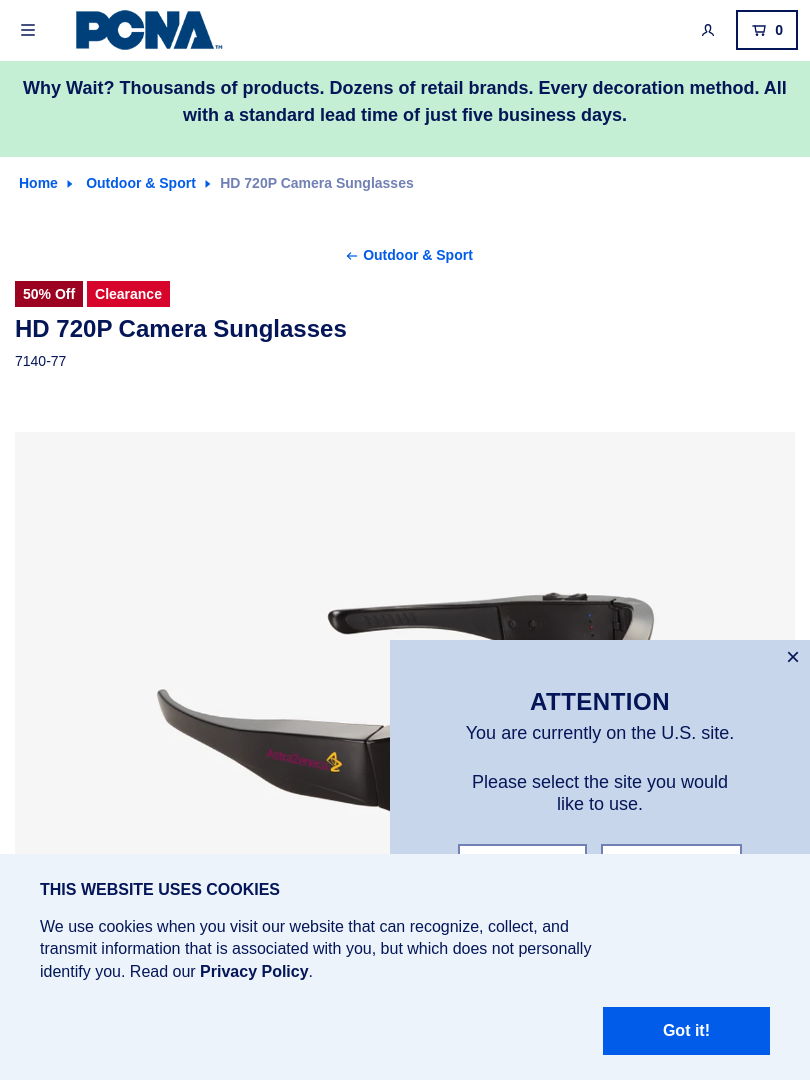 PCNA™
0
Why Wait? Thousands of products. Dozens of retail brands. Every decoration method. All
with a standard lead time of just five business days.
Home
Outdoor & Sport
HD 720P Camera Sunglasses
Outdoor & Sport
50% Off
Clearance
HD 720P Camera Sunglasses
7140-77
AstraZeneca
ATTENTION
You are currently on the U.S. site.
Please select the site you would
like to use.
THIS WEBSITE USES COOKIES
We use cookies when you visit our website that can recognize, collect, and
transmit information that is associated with you, but which does not personally
identify you. Read our Privacy Policy.
Got it!